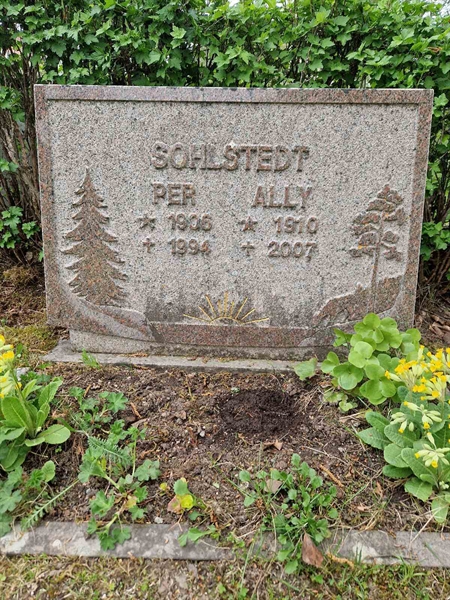 SOHLSTEDT
PER ALLY
* 1906 * 1910
+ 1994 + 2007